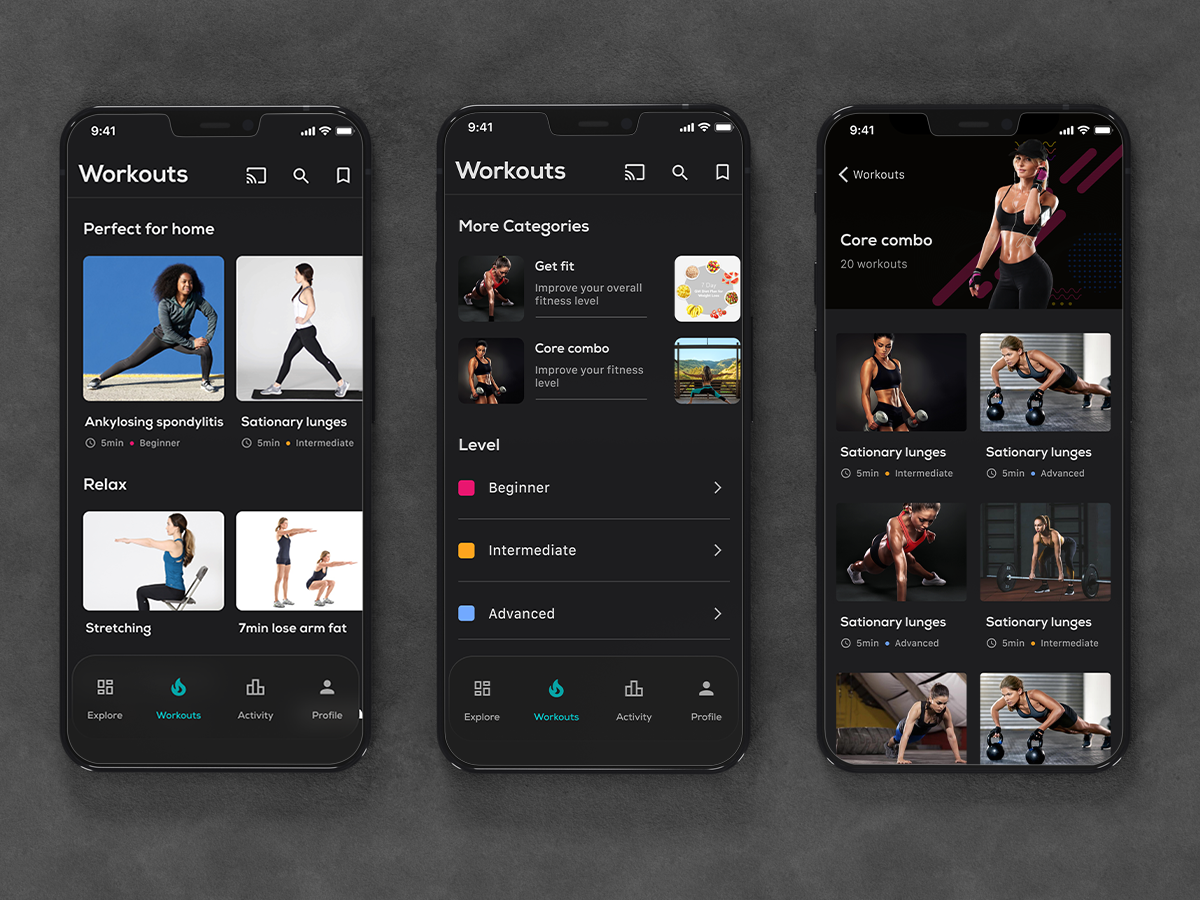 9:41
Workouts
Perfect for home
Ankylosing spondylitis
5min • Beginner
Sationary lunges
5min • Intermediate
Relax
Stretching
7min lose arm fat
Explore
Workouts
Activity
Profile
9:41
Workouts
More Categories
Get fit
Improve your overall
fitness level
7 Day
Core combo
Improve your fitness
level
Level
Beginner
Intermediate
Advanced
Explore
Workouts
Activity
Profile
9:41
Workouts
Core combo
20 workouts
Sationary lunges
5min • Intermediate
Sationary lunges
5min • Advanced
Sationary lunges
5min • Advanced
Sationary lunges
5min • Intermediate